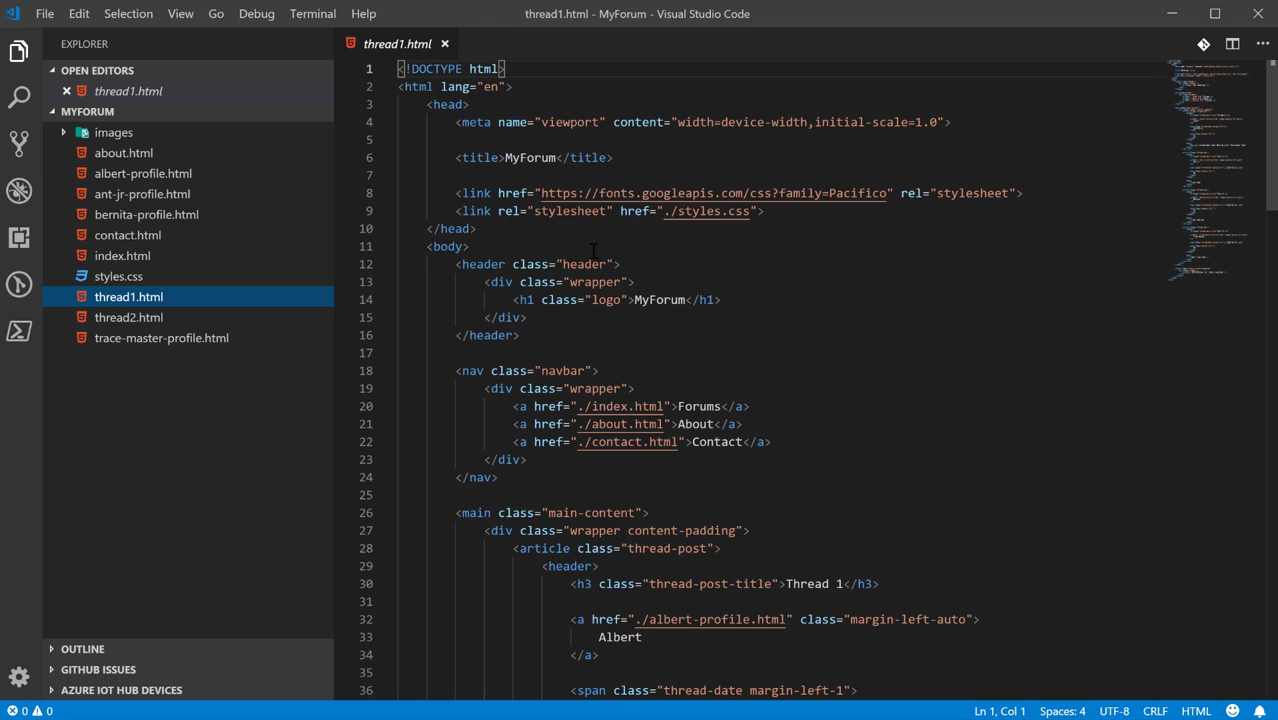 File Edit Selection View Go Debug Terminal Help
thread1.html - MyForum - Visual Studio Code
EXPLORER
OPEN EDITORS
thread1.html
MYFORUM
images
about.html
albert-profile.html
ant-jr-profile.html
bernita-profile.html
contact.html
index.html
styles.css
thread1.html
thread2.html
trace-master-profile.html
OUTLINE
GITHUB ISSUES
AZURE IOT HUB DEVICES
thread1.html
1 <!DOCTYPE html>
2 <html lang="en">
3 <head>
4 <meta name="viewport" content="width=device-width,initial-scale=1.0">
5
6 <title>MyForum</title>
7
8 <link href="https://fonts.googleapis.com/css?family=Pacifico" rel="stylesheet">
9 <link rel="stylesheet" href="./styles.css">
10 </head>
11 <body>
12 <header class="header">
13 <div class="wrapper">
14 <h1 class="logo">MyForum</h1>
15 </div>
16 </header>
17
18 <nav class="navbar">
19 <div class="wrapper">
20 <a href="./index.html">Forums</a>
21 <a href="./about.html">About</a>
22 <a href="./contact.html">Contact</a>
23 </div>
24 </nav>
25
26 <main class="main-content">
27 <div class="wrapper content-padding">
28 <article class="thread-post">
29 <header>
30 <h3 class="thread-post-title">Thread 1</h3>
31
32 <a href="./albert-profile.html" class="margin-left-auto">
33 Albert
34 </a>
35
36 <span class="thread-date margin-left-1">
0 0
Ln 1, Col 1 Spaces: 4 UTF-8 CRLF HTML